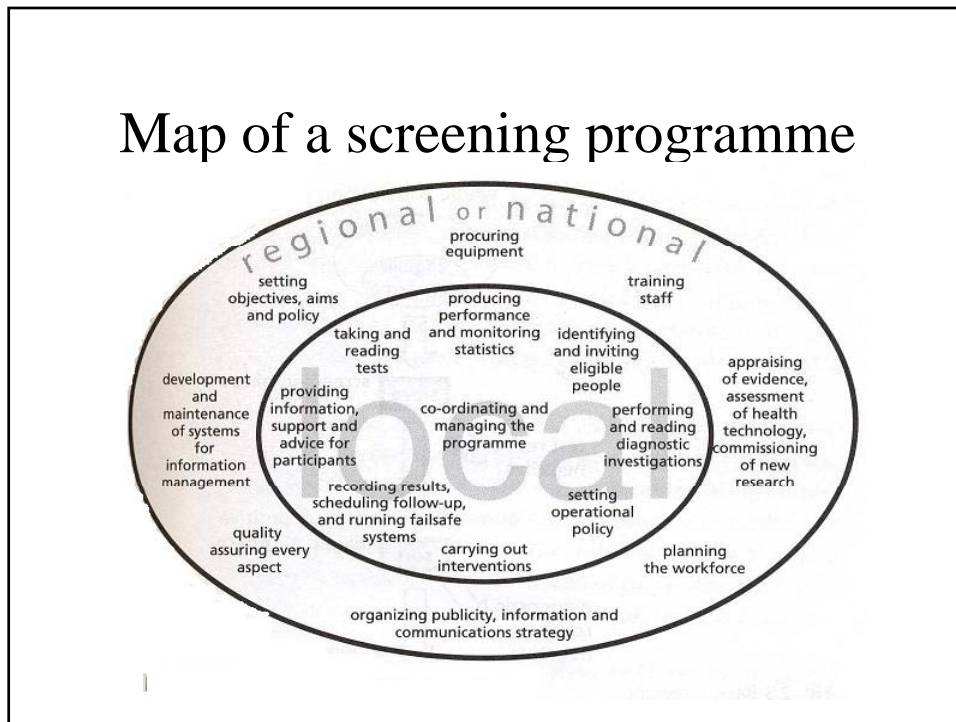 Map of a screening programme
regional or national
procuring
equipment
setting
objectives, aims
and policy
training
staff
development
and
maintenance
of systems
for
information
management
appraising
of evidence,
assessment
of health
technology,
commissioning
of new
research
quality
assuring every
aspect
planning
the workforce
organizing publicity, information and
communications strategy
local
producing
performance
and monitoring
statistics
taking and
reading
tests
identifying
and inviting
eligible
people
providing
information,
support and
advice for
participants
co-ordinating and
managing the
programme
performing
and reading
diagnostic
investigations
recording results,
scheduling follow-up,
and running failsafe
systems
setting
operational
policy
carrying out
interventions